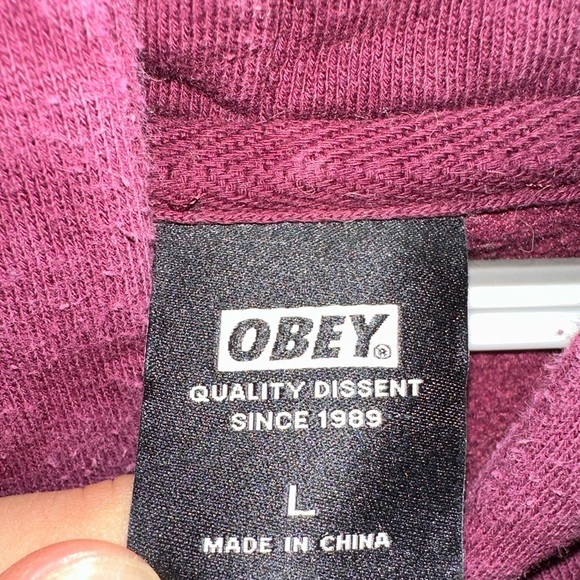 OBEY®
QUALITY DISSENT
SINCE 1989
L
MADE IN CHINA